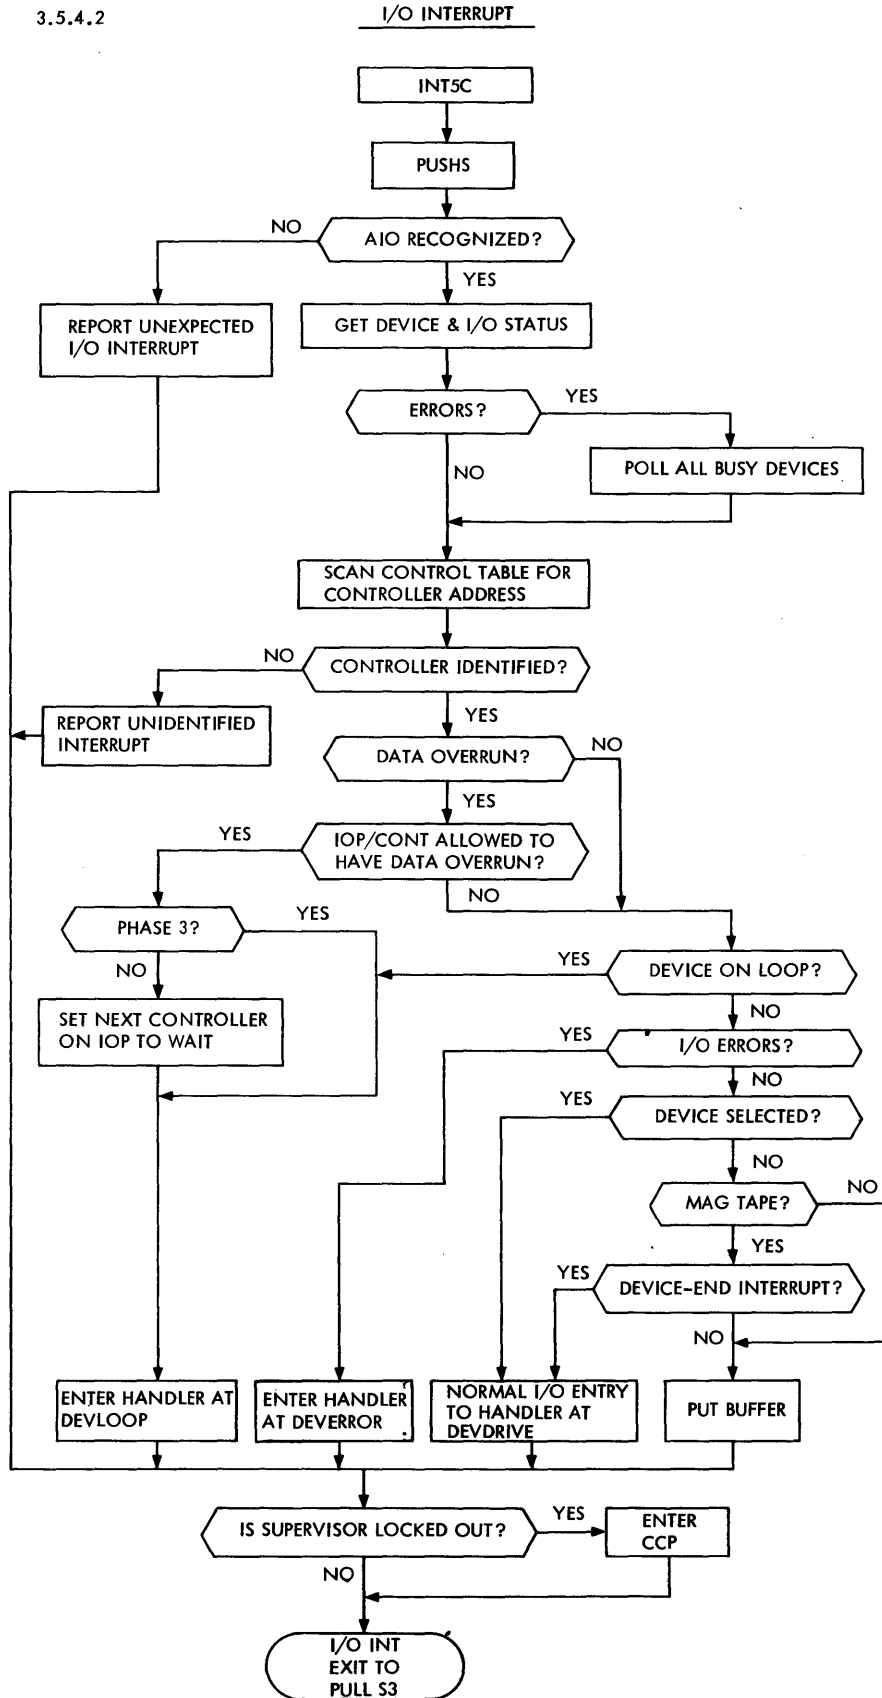 3.5.4.2
I/O INTERRUPT
INT5C
PUSHS
NO
AIO RECOGNIZED?
YES
REPORT UNEXPECTED
I/O INTERRUPT
GET DEVICE & I/O STATUS
ERRORS?
YES
NO
POLL ALL BUSY DEVICES
SCAN CONTROL TABLE FOR
CONTROLLER ADDRESS
NO
CONTROLLER IDENTIFIED?
YES
REPORT UNIDENTIFIED
INTERRUPT
DATA OVERRUN?
NO
YES
YES
IOP/CONT ALLOWED TO
HAVE DATA OVERRUN?
NO
PHASE 3?
YES
NO
YES
DEVICE ON LOOP?
NO
SET NEXT CONTROLLER
ON IOP TO WAIT
YES
I/O ERRORS?
NO
YES
DEVICE SELECTED?
NO
MAG TAPE?
NO
YES
YES
DEVICE-END INTERRUPT?
NO
ENTER HANDLER AT
DEVLOOP
ENTER HANDLER
AT DEVERROR
NORMAL I/O ENTRY
TO HANDLER AT
DEVDRIVE
PUT BUFFER
IS SUPERVISOR LOCKED OUT?
YES
ENTER
CCP
NO
I/O INT
EXIT TO
PULL S3